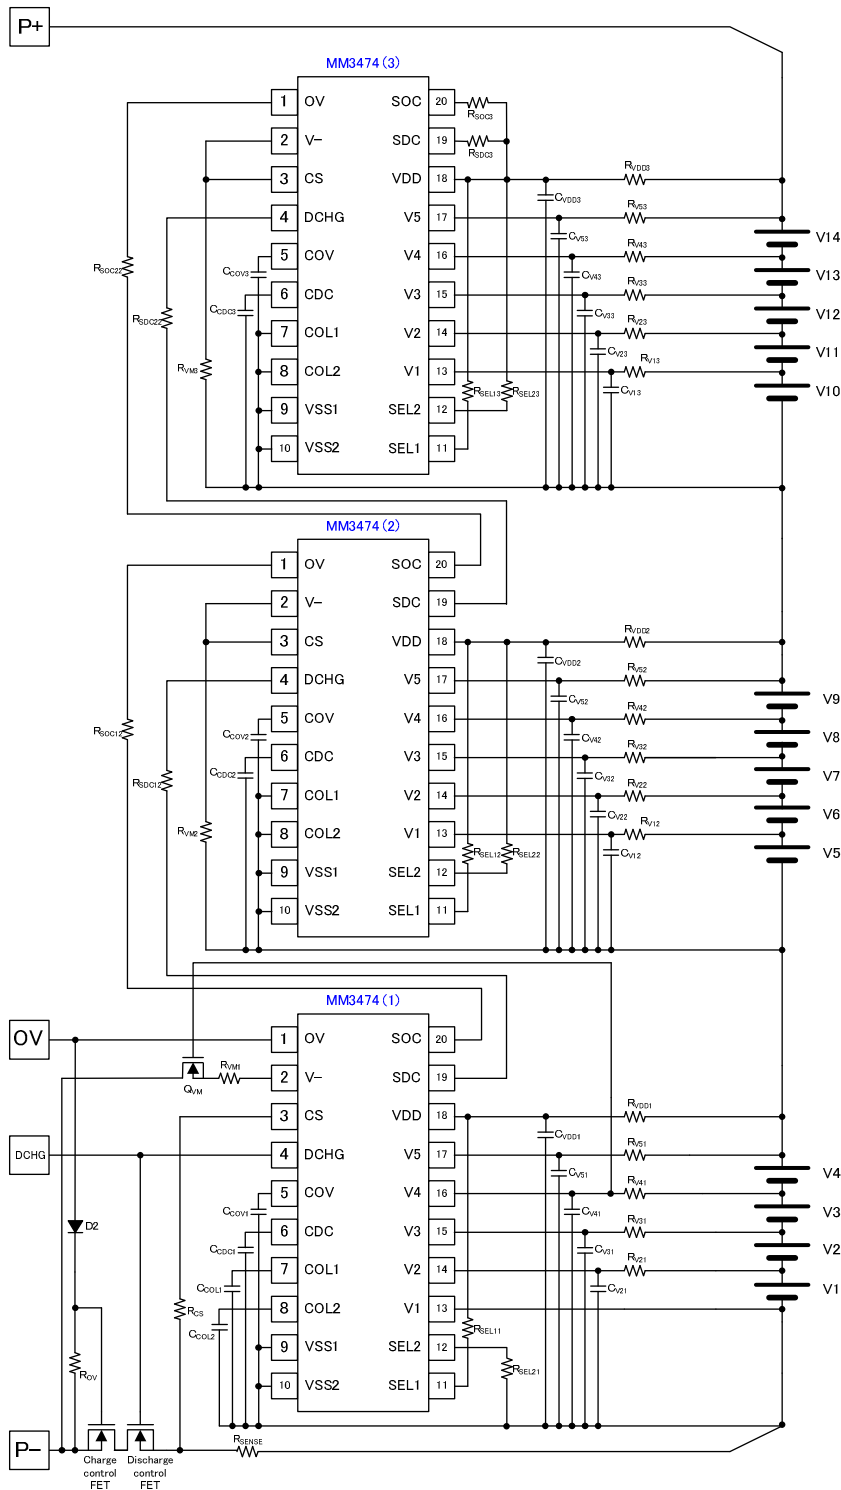 P+
MM3474(3)
1 OV SOC 20
RSOC3
2 V- SDC 19
RSDC3
3 CS VDD 18
RVDD3
CVDD3
4 DCHG V5 17
RV53
CV53
V14
5 COV V4 16
RV43
RSOC22
CCOV3
CV43
V13
6 CDC V3 15
RV33
CCDC3
CV33
V12
RSDC22
7 COL1 V2 14
RV23
CV23
V11
RVM3
8 COL2 V1 13
RV13
RSEL13
RSEL23
CV13
V10
9 VSS1 SEL2 12
10 VSS2 SEL1 11
MM3474(2)
1 OV SOC 20
2 V- SDC 19
3 CS VDD 18
RVDD2
CVDD2
4 DCHG V5 17
RV52
CV52
V9
5 COV V4 16
RV42
RSOC12
CCOV2
CV42
V8
6 CDC V3 15
RV32
CCDC2
CV32
V7
RSDC12
7 COL1 V2 14
RV22
CV22
V6
RVM2
8 COL2 V1 13
RV12
RSEL12
RSEL22
CV12
V5
9 VSS1 SEL2 12
10 VSS2 SEL1 11
MM3474(1)
OV
1 OV SOC 20
RVM1
2 V- SDC 19
QVM
3 CS VDD 18
RVDD1
CVDD1
DCHG
4 DCHG V5 17
RV51
CV51
V4
5 COV V4 16
RV41
CCOV1
CV41
V3
D2
6 CDC V3 15
RV31
CCDC1
CV31
V2
7 COL1 V2 14
RV21
CCOL1
CV21
V1
8 COL2 V1 13
RCS
CCOL2
RSEL11
9 VSS1 SEL2 12
ROV
RSEL21
10 VSS2 SEL1 11
P-
RSENSE
Charge
control
FET
Discharge
control
FET